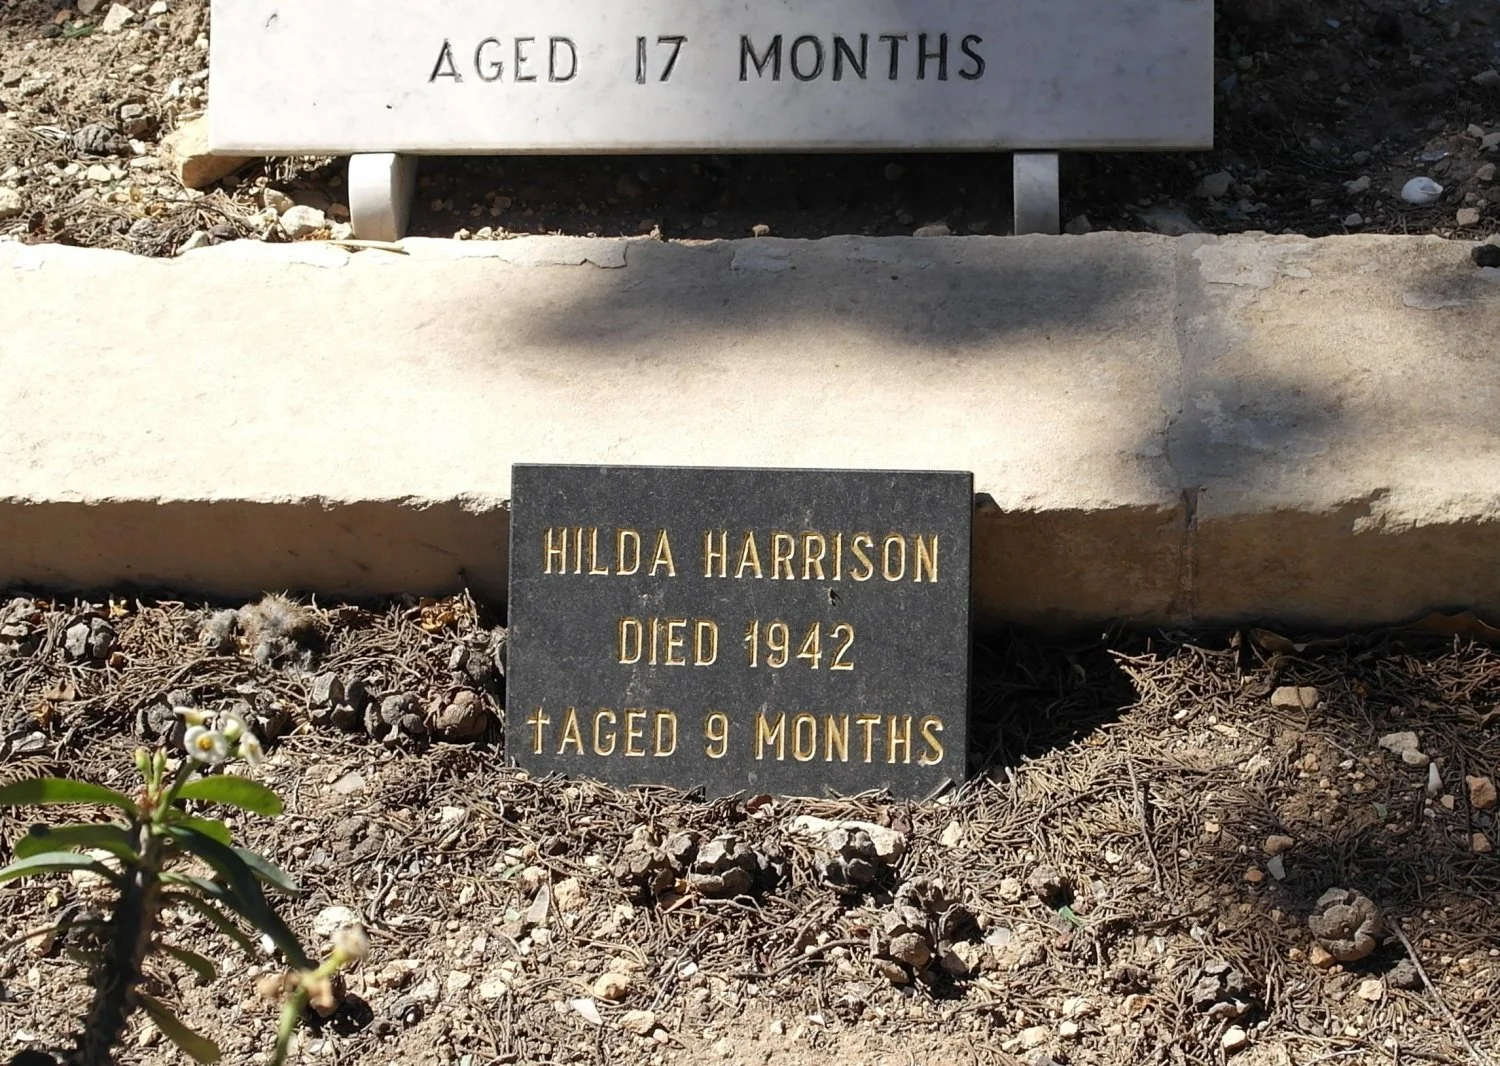 AGED 17 MONTHS
HILDA HARRISON
DIED 1942
†AGED 9 MONTHS